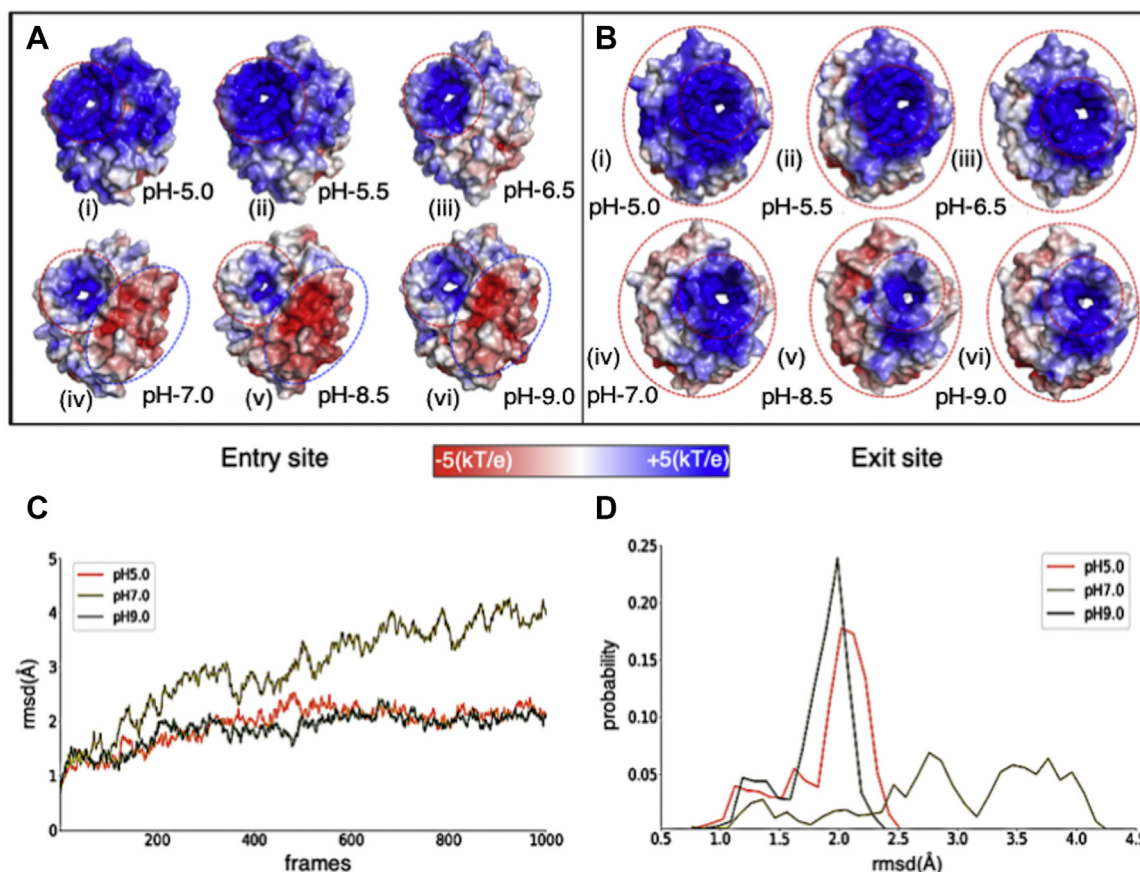 A
(i)
pH-5.0
(ii)
pH-5.5
(iii)
pH-6.5
(iv)
pH-7.0
(v)
pH-8.5
(vi)
pH-9.0
B
(i)
pH-5.0
(ii)
pH-5.5
(iii)
pH-6.5
(iv)
pH-7.0
(v)
pH-8.5
(vi)
pH-9.0
Entry site
-5(kT/e)
+5(kT/e)
Exit site
C
5
4
3
2
1
0
rmsd(Å)
pH5.0
pH7.0
pH9.0
200
400
600
800
1000
frames
D
0.25
0.20
0.15
0.10
0.05
probability
pH5.0
pH7.0
pH9.0
0.5
1.0
1.5
2.0
2.5
3.0
3.5
4.0
4.5
rmsd(Å)